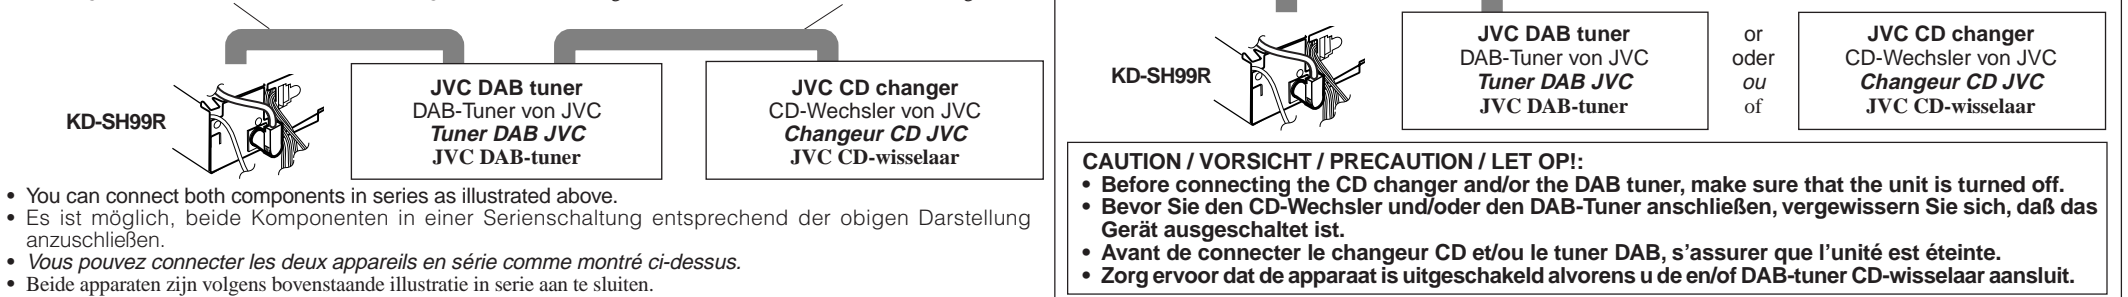 KD-SH99R
JVC DAB tuner
DAB-Tuner von JVC
Tuner DAB JVC
JVC DAB-tuner
JVC CD changer
CD-Wechsler von JVC
Changeur CD JVC
JVC CD-wisselaar
• You can connect both components in series as illustrated above.
• Es ist möglich, beide Komponenten in einer Serienschaltung entsprechend der obigen Darstellung
anzuschließen.
• Vous pouvez connecter les deux appareils en série comme montré ci-dessus.
• Beide apparaten zijn volgens bovenstaande illustratie in serie aan te sluiten.
KD-SH99R
JVC DAB tuner
DAB-Tuner von JVC
Tuner DAB JVC
JVC DAB-tuner
or
oder
ou
of
JVC CD changer
CD-Wechsler von JVC
Changeur CD JVC
JVC CD-wisselaar
CAUTION / VORSICHT / PRECAUTION / LET OP!:
• Before connecting the CD changer and/or the DAB tuner, make sure that the unit is turned off.
• Bevor Sie den CD-Wechsler und/oder den DAB-Tuner anschließen, vergewissern Sie sich, daß das
Gerät ausgeschaltet ist.
• Avant de connecter le changeur CD et/ou le tuner DAB, s'assurer que l'unité est éteinte.
• Zorg ervoor dat de apparaat is uitgeschakeld alvorens u de en/of DAB-tuner CD-wisselaar aansluit.